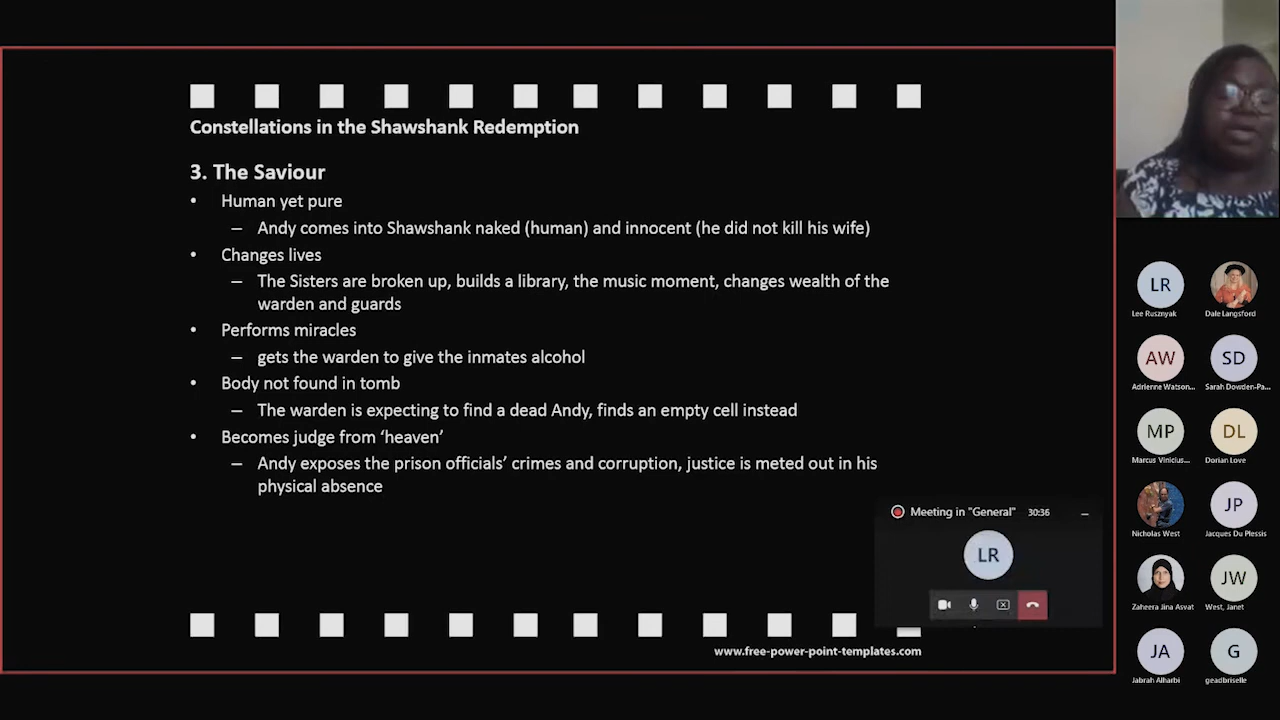 Constellations in the Shawshank Redemption
3. The Saviour
• Human yet pure
– Andy comes into Shawshank naked (human) and innocent (he did not kill his wife)
• Changes lives
– The Sisters are broken up, builds a library, the music moment, changes wealth of the
warden and guards
• Performs miracles
– gets the warden to give the inmates alcohol
• Body not found in tomb
– The warden is expecting to find a dead Andy, finds an empty cell instead
• Becomes judge from ‘heaven’
– Andy exposes the prison officials’ crimes and corruption, justice is meted out in his
physical absence
www.free-power-point-templates.com
Meeting in "General" 30:36
LR
LR
Lee Rusznyak
Dale Langsford
AW
SD
Adrienne Watson...
Sarah Dowden-Pa...
MP
DL
Marcus Vinicius...
Dorian Love
JP
Nicholas West
Jacques Du Plessis
JW
Zaheera Jina Asvat
West, Janet
JA
G
Jabrah Alharbi
geadbriselle